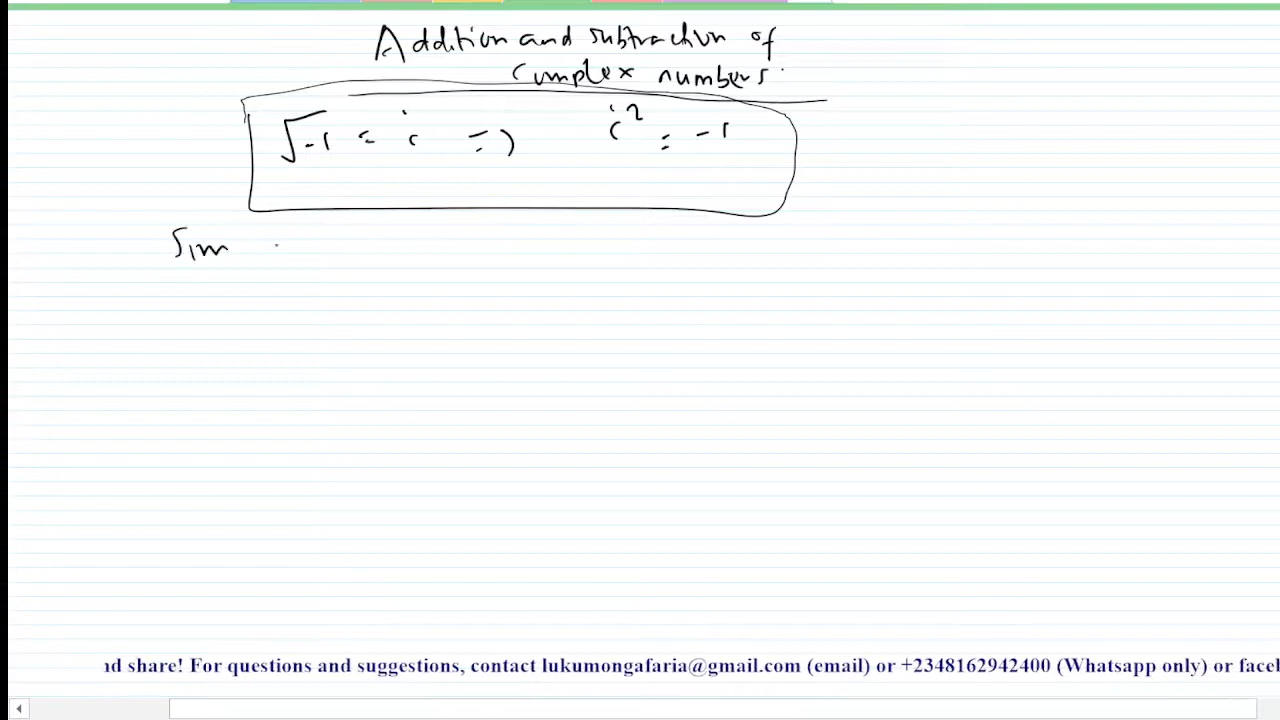 Addition and subtraction of
complex numbers.
√-1 = i => i² = -1
Sim
nd share! For questions and suggestions, contact lukumongafaria@gmail.com (email) or +2348162942400 (Whatsapp only) or facel